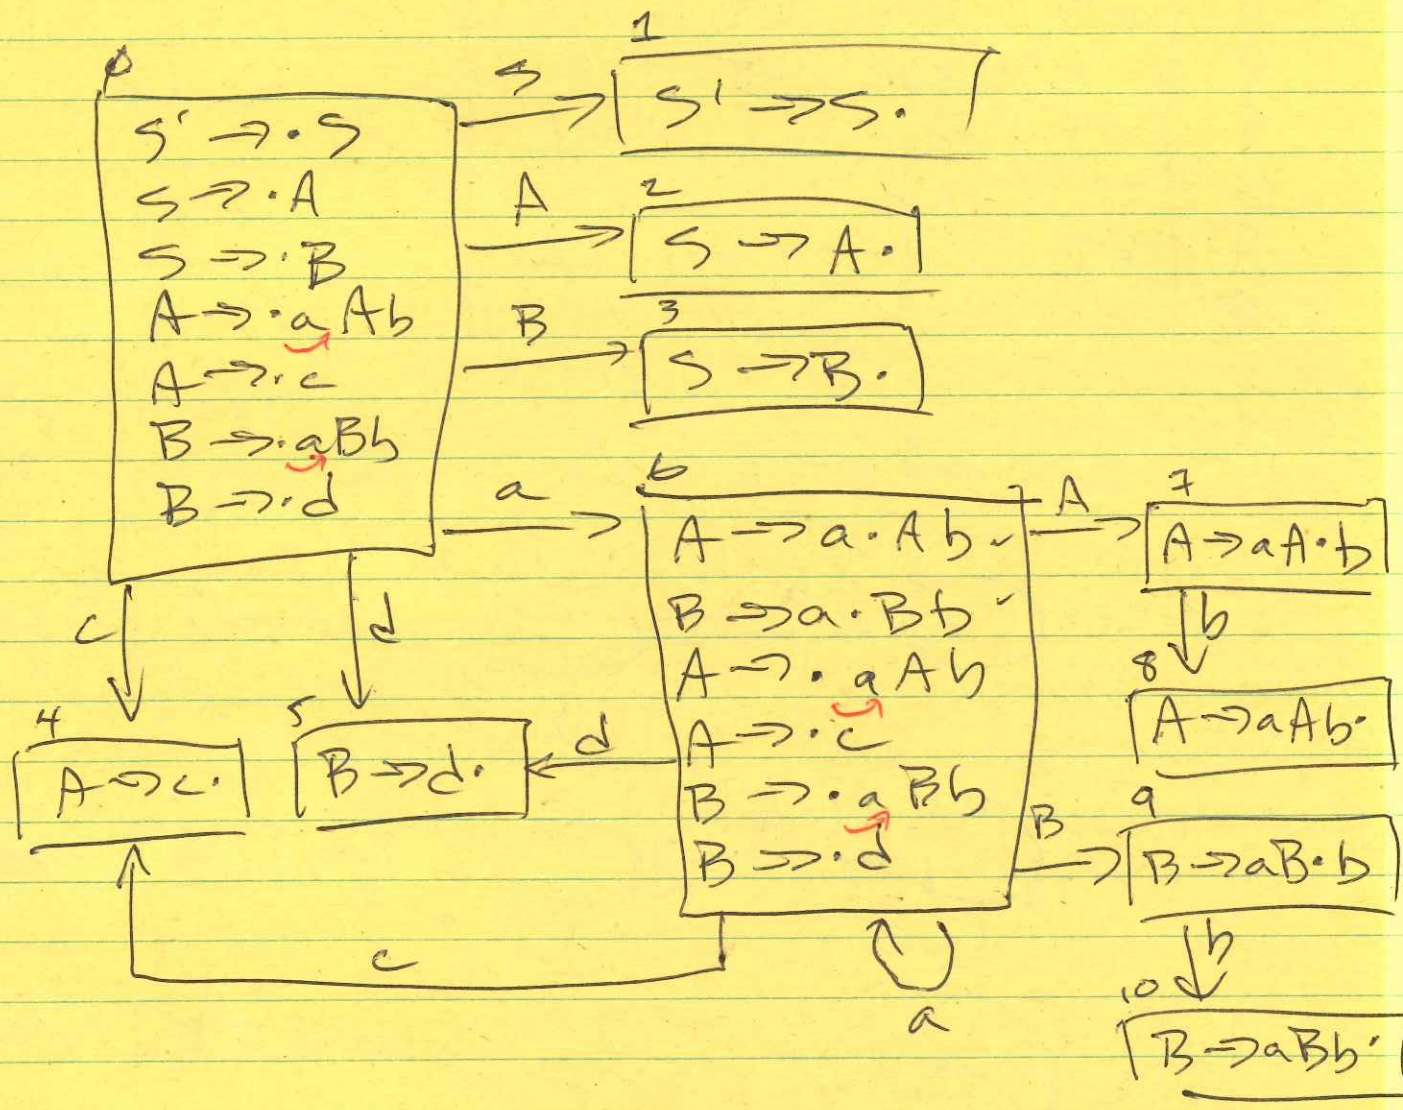 0
S' → ·S
S → ·A
S → ·B
A → ·aAb
A → ·c
B → ·aBb
B → ·d
S
1
S' → S·
A
2
S → A·
B
3
S → B·
a
c
d
4
A → c·
5
B → d·
d
6
A → a·Ab ✓
B → a·Bb ✓
A → ·aAb
A → ·c
B → ·aBb
B → ·d
c
a
A
7
A → aA·b
b
8
A → aAb·
B
9
B → aB·b
b
10
B → aBb·